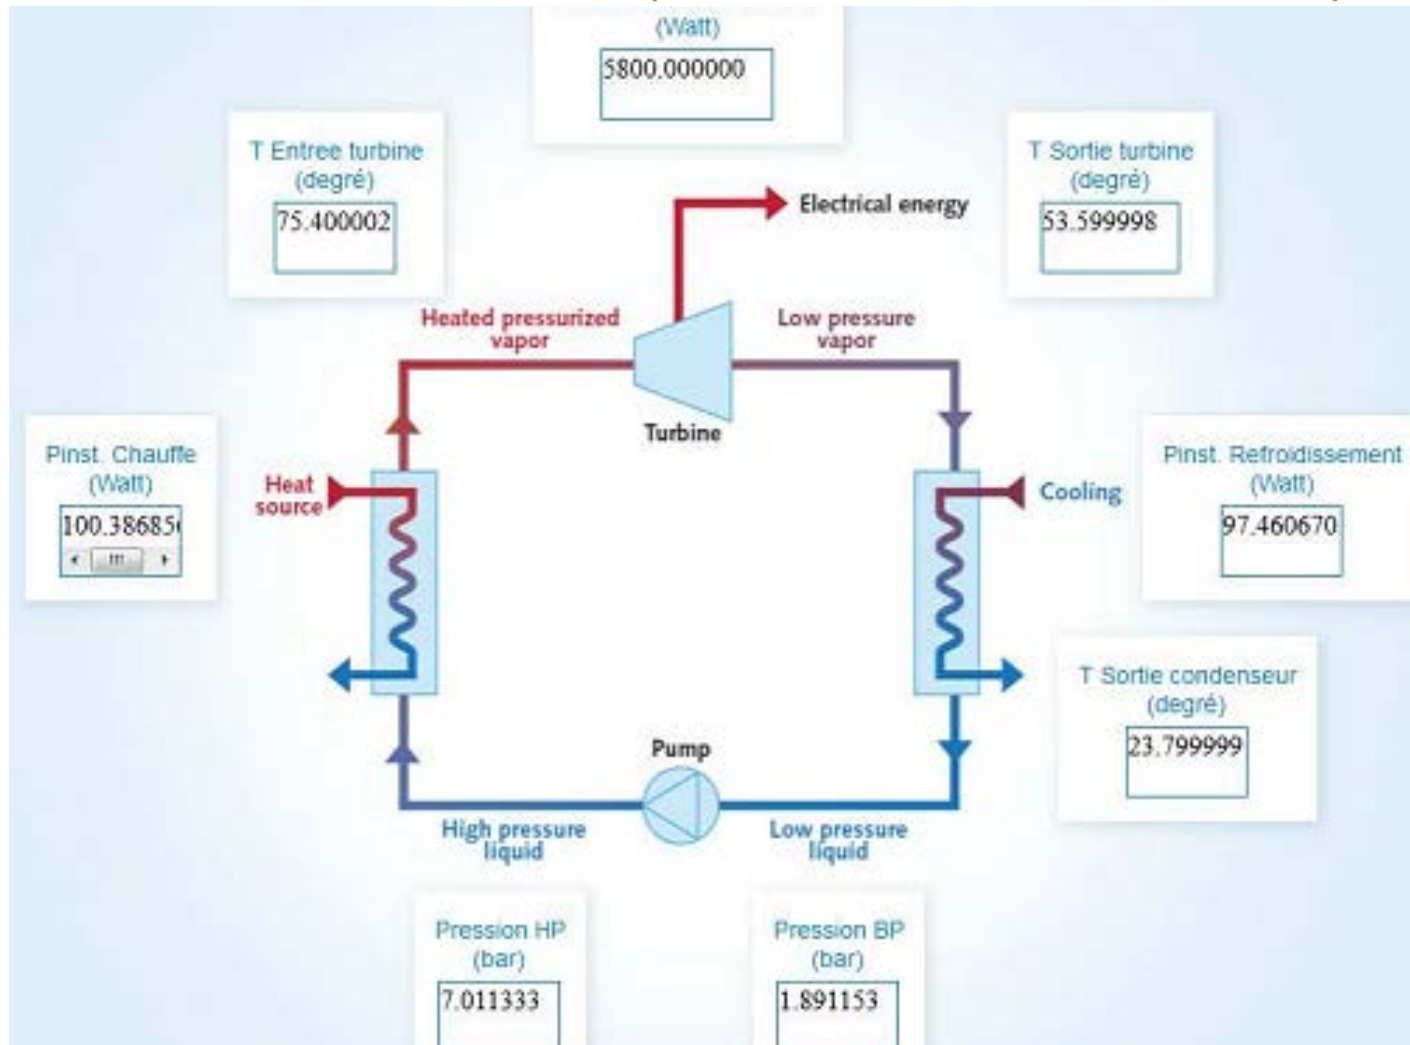 (Watt)
5800.000000
T Entree turbine
(degré)
75.400002
T Sortie turbine
(degré)
53.599998
Electrical energy
Heated pressurized
vapor
Low pressure
vapor
Turbine
Pinst. Chauffe
(Watt)
100.38685
Heat
source
Cooling
Pinst. Refroidissement
(Watt)
97.460670
T Sortie condenseur
(degré)
23.799999
Pump
High pressure
liquid
Low pressure
liquid
Pression HP
(bar)
7.011333
Pression BP
(bar)
1.891153